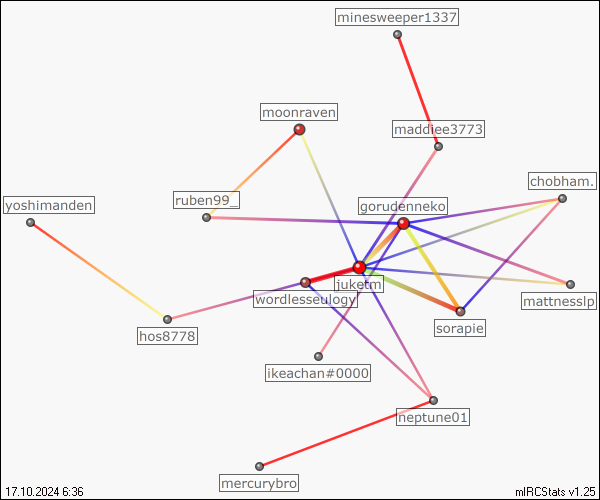 minesweeper1337
moonraven
maddiee3773
chobham.
ruben99_
yoshimanden
gorudenneko
juketm
wordlesseulogy
mattnesslp
sorapie
hos8778
ikeachan#0000
neptune01
mercurybro
17.10.2024 6:36
mIRCStats v1.25